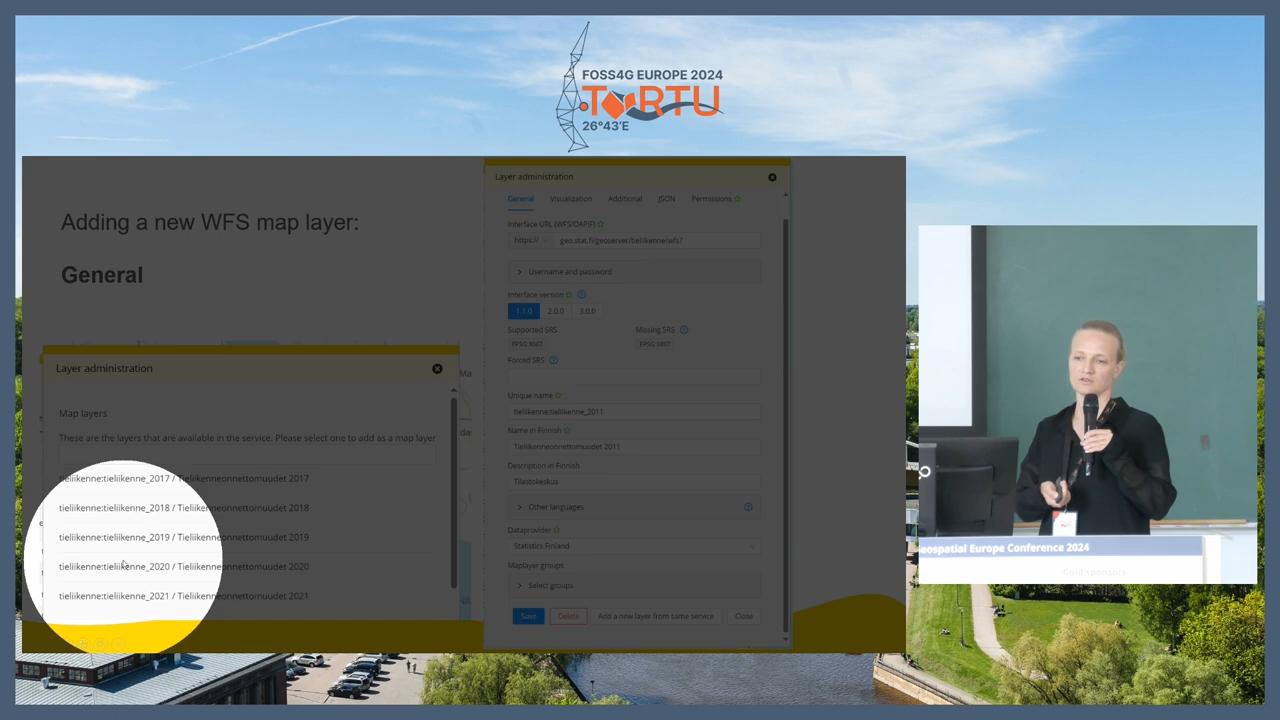 FOSS4G EUROPE 2024
TARTU
26°43'E
Adding a new WFS map layer:
General
Layer administration
Map layers
These are the layers that are available in the service. Please select one to add as a map layer
tieliikenne:tieliikenne_2017 / Tieliikenneonnettomuudet 2017
tieliikenne:tieliikenne_2018 / Tieliikenneonnettomuudet 2018
tieliikenne:tieliikenne_2019 / Tieliikenneonnettomuudet 2019
tieliikenne:tieliikenne_2020 / Tieliikenneonnettomuudet 2020
tieliikenne:tieliikenne_2021 / Tieliikenneonnettomuudet 2021
Layer administration
General Visualization Additional JSON Permissions
Interface URL (WFS/OAPIF)
https:// geo.stat.fi/geoserver/tieliikenne/wfs?
Username and password
Interface version
1.1.0 2.0.0 3.0.0
Supported SRS Missing SRS
EPSG:3067 EPSG:3857
Forced SRS
Unique name
tieliikenne:tieliikenne_2011
Name in Finnish
Tieliikenneonnettomuudet 2011
Description in Finnish
Tilastokeskus
Other languages
Dataprovider
Statistics Finland
Maplayer groups
Select groups
Save Delete Add a new layer from same service Close
eospatial Europe Conference 2024
Gold sponsors